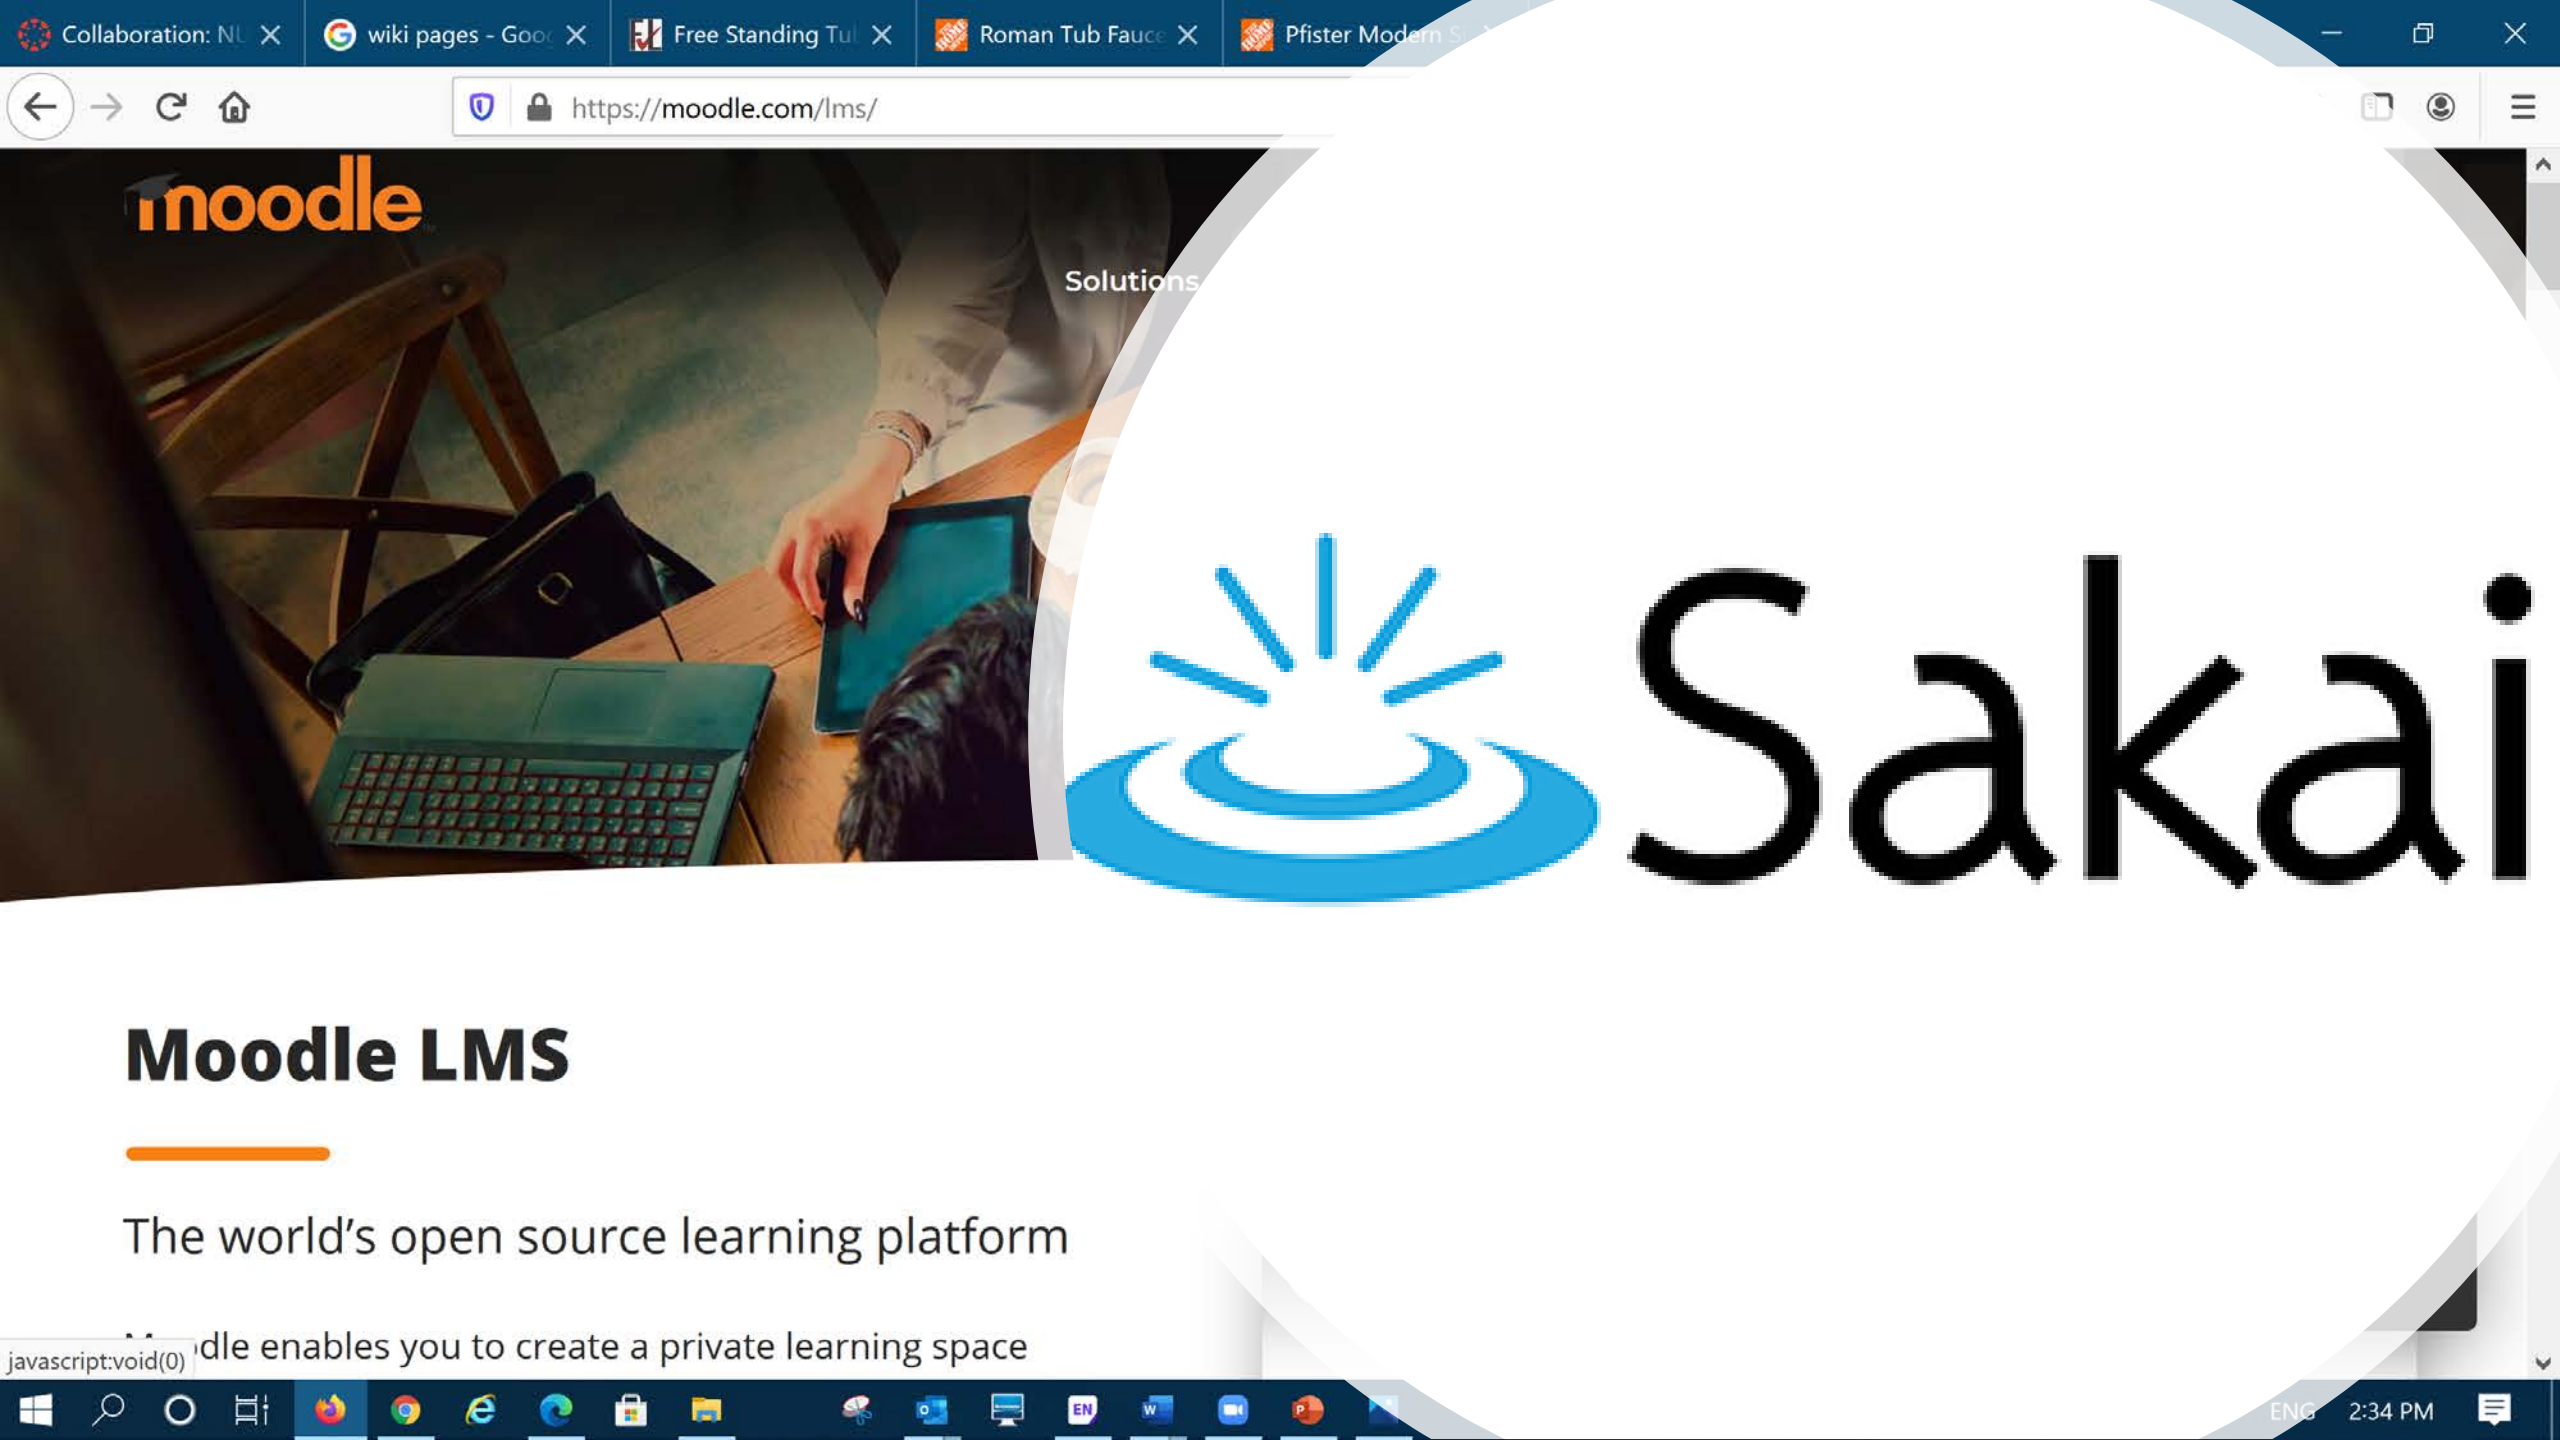 Collaboration: NU
wiki pages - Goo
Free Standing Tu
Roman Tub Fauce
Pfister Modern S
https://moodle.com/lms/
moodle
Solutions
Sakai
Moodle LMS
The world's open source learning platform
dle enables you to create a private learning space
javascript:void(0)
ENG 2:34 PM